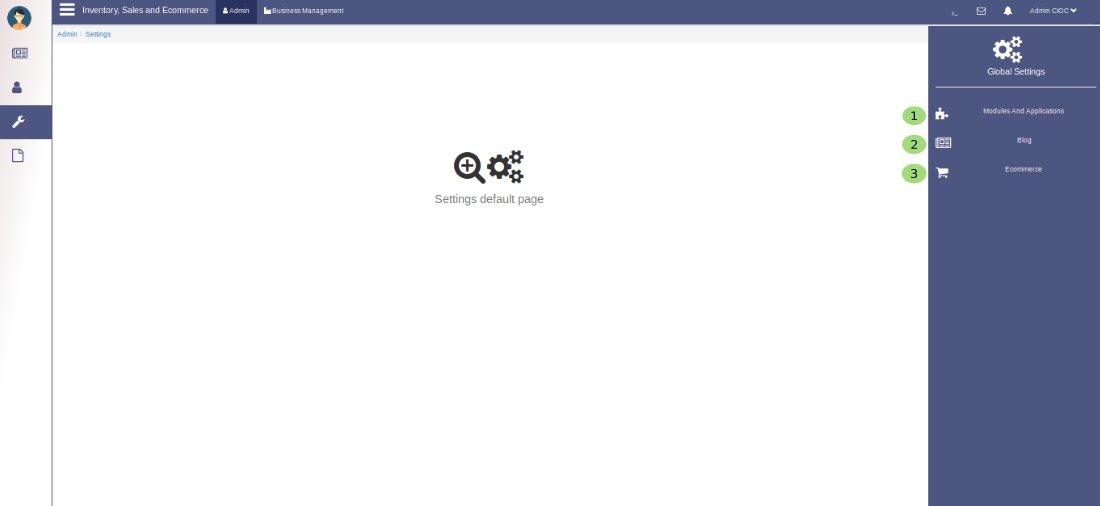 Inventory, Sales and Ecommerce Admin Business Management >_ Admin CIOC
Admin / Settings
Global Settings
1 Modules And Applications
2 Blog
3 Ecommerce
Settings default page